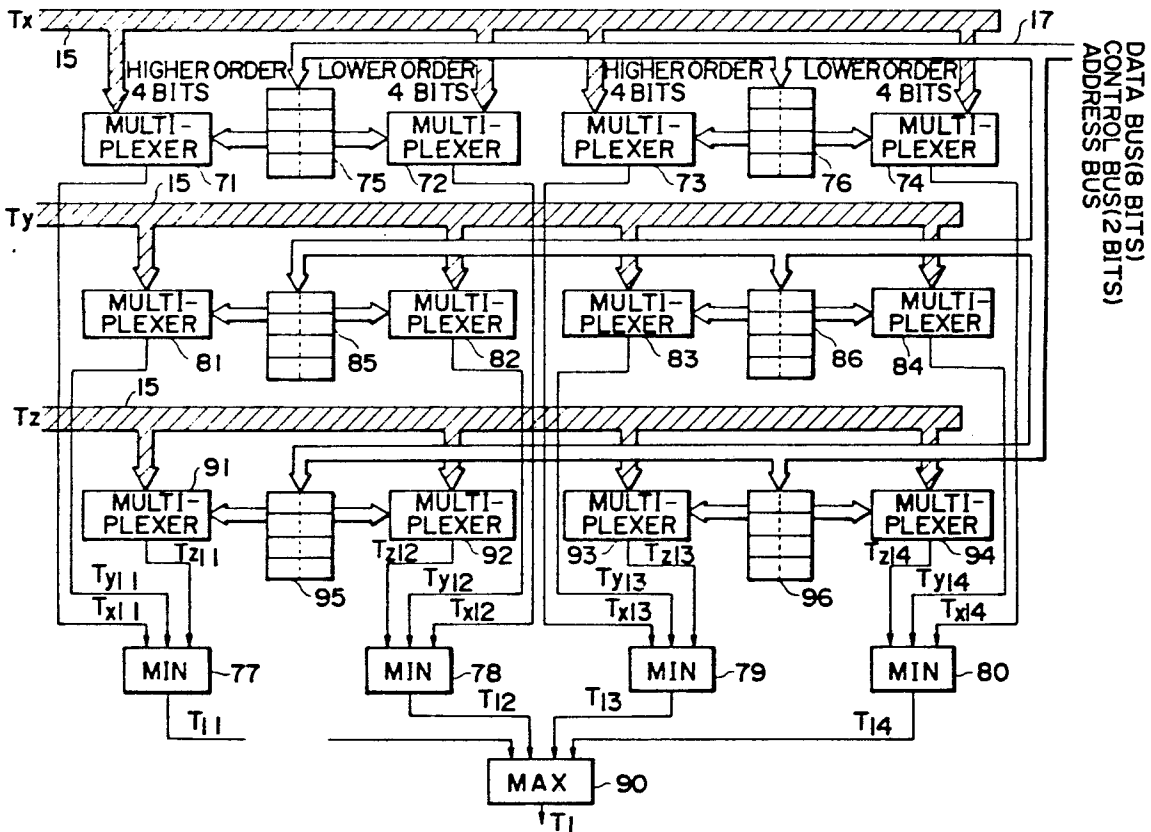 Tx
15
17
DATA BUS(8 BITS)
CONTROL BUS(2 BITS)
ADDRESS BUS
HIGHER ORDER
4 BITS
LOWER ORDER
4 BITS
HIGHER ORDER
4 BITS
LOWER ORDER
4 BITS
MULTI-
PLEXER
71
75
MULTI-
PLEXER
72
MULTI-
PLEXER
73
76
MULTI-
PLEXER
74
Ty
15
MULTI-
PLEXER
81
85
MULTI-
PLEXER
82
MULTI-
PLEXER
83
86
MULTI-
PLEXER
84
Tz
15
91
MULTI-
PLEXER
95
MULTI-
PLEXER
92
MULTI-
PLEXER
93
96
MULTI-
PLEXER
94
Tz11
Tz12
Tz13
Tz14
Ty11
Ty12
Ty13
Ty14
Tx11
Tx12
Tx13
Tx14
MIN
77
MIN
78
MIN
79
MIN
80
T11
T12
T13
T14
MAX
90
T1